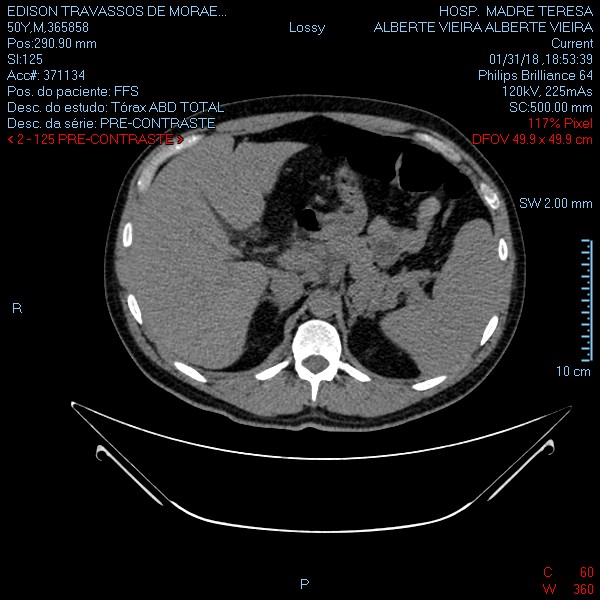 EDISON TRAVASSOS DE MORAE...
50Y,M,365858
Pos:290.90 mm
SI:125
Acc#: 371134
Pos. do paciente: FFS
Desc. do estudo: Tórax ABD TOTAL
Desc. da série: PRE-CONTRASTE
< 2 - 125 PRE-CONTRASTE >
Lossy
HOSP. MADRE TERESA
ALBERTE VIEIRA ALBERTE VIEIRA
Current
01/31/18 ,18:53:39
Philips Brilliance 64
120kV, 225mAs
SC:500.00 mm
117% Pixel
DFOV 49.9 x 49.9 cm
SW 2.00 mm
R
10 cm
P
C 60
W 360